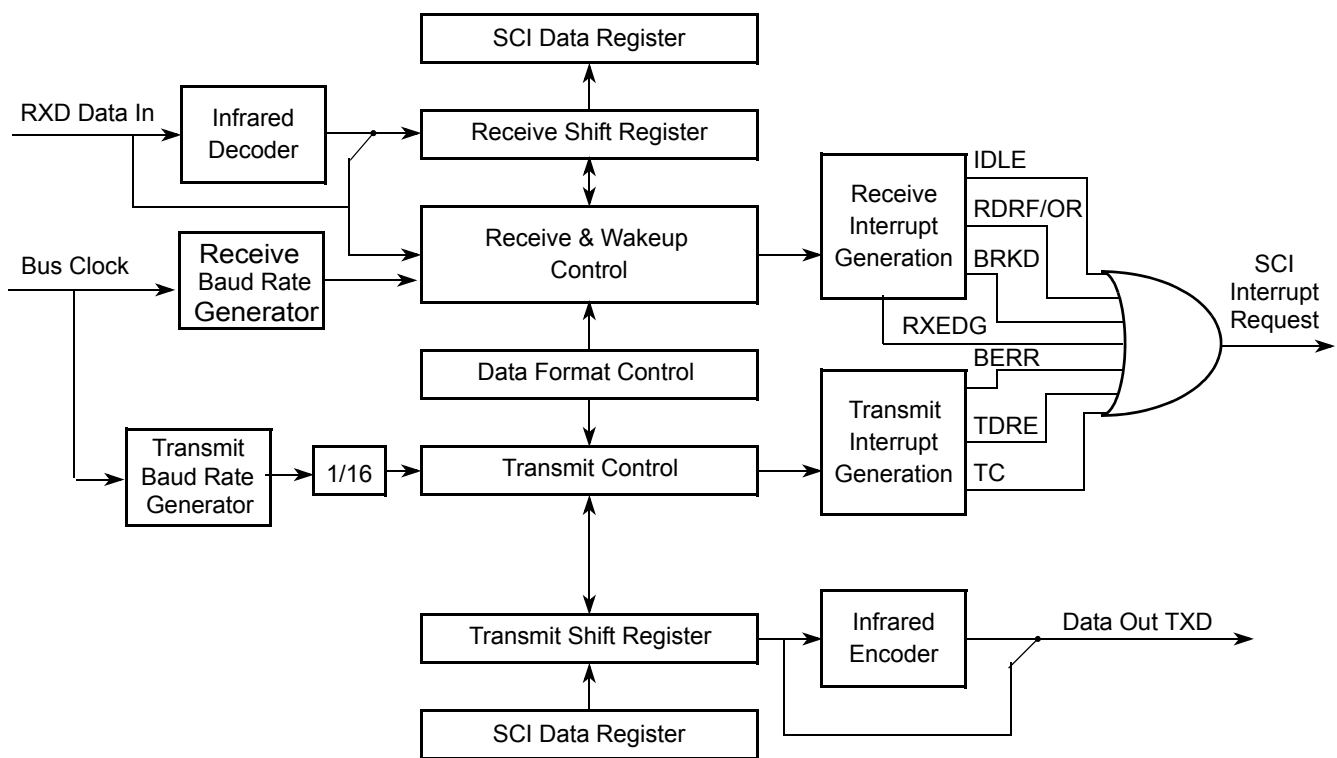 SCI Data Register
RXD Data In
Infrared
Decoder
Receive Shift Register
IDLE
Receive
Interrupt
Generation
RDRF/OR
BRKD
RXEDG
Receive & Wakeup
Control
Bus Clock
Receive
Baud Rate
Generator
SCI
Interrupt
Request
Data Format Control
BERR
Transmit
Interrupt
Generation
TDRE
TC
Transmit
Baud Rate
Generator
1/16
Transmit Control
Transmit Shift Register
Infrared
Encoder
Data Out TXD
SCI Data Register